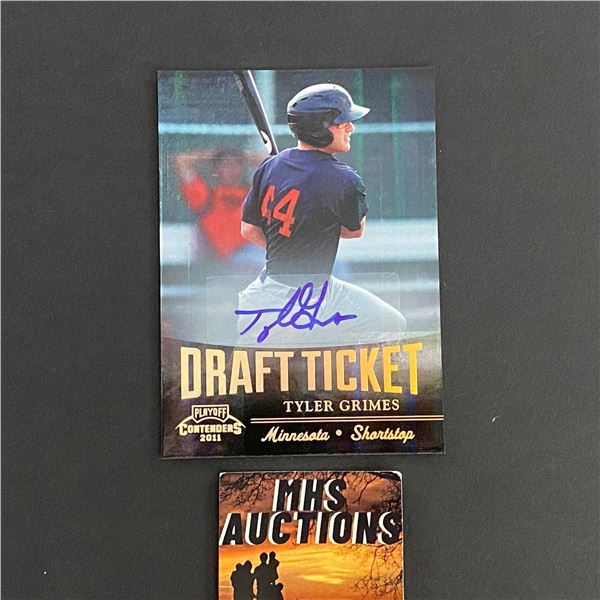 44
DRAFT TICKET
TYLER GRIMES
PLAYOFF
CONTENDERS
2011
Minnesota • Shortstop
MHS
AUCTIONS